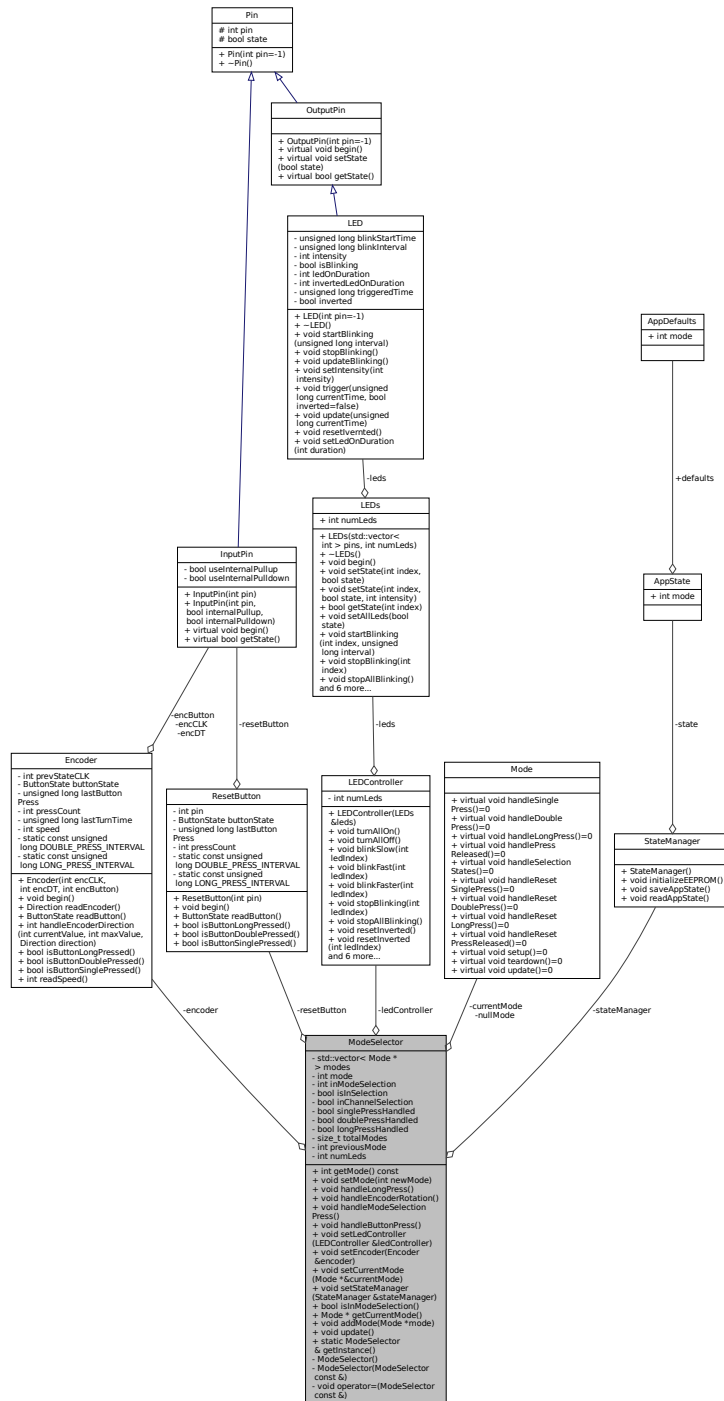 Pin
# int pin
# bool state
+ Pin(int pin=-1)
+ ~Pin()
OutputPin
+ OutputPin(int pin=-1)
+ virtual void begin()
+ virtual void setState
(bool state)
+ virtual bool getState()
LED
- unsigned long blinkStartTime
- unsigned long blinkInterval
- int intensity
- bool isBlinking
- int ledOnDuration
- int invertedLedOnDuration
- unsigned long triggeredTime
- bool inverted
+ LED(int pin=-1)
+ ~LED()
+ void startBlinking
(unsigned long interval)
+ void stopBlinking()
+ void updateBlinking()
+ void setIntensity(int
intensity)
+ void trigger(unsigned
long currentTime, bool
inverted=false)
+ void update(unsigned
long currentTime)
+ void resetIvernted()
+ void setLedOnDuration
(int duration)
AppDefaults
+ int mode
-leds
+defaults
LEDs
+ int numLeds
+ LEDs(std::vector<
int > pins, int numLeds)
+ ~LEDs()
+ void begin()
+ void setState(int index,
bool state)
+ void setState(int index,
bool state, int intensity)
+ bool getState(int index)
+ void setAllLeds(bool
state)
+ void startBlinking
(int index, unsigned
long interval)
+ void stopBlinking(int
index)
+ void stopAllBlinking()
and 6 more...
InputPin
- bool useInternalPullup
- bool useInternalPulldown
+ InputPin(int pin)
+ InputPin(int pin,
bool internalPullup,
bool internalPulldown)
+ virtual void begin()
+ virtual bool getState()
AppState
+ int mode
-encButton
-encCLK
-encDT
-resetButton
-leds
-state
Encoder
- int prevStateCLK
- ButtonState buttonState
- unsigned long lastButton
Press
- int pressCount
- unsigned long lastTurnTime
- int speed
- static const unsigned
long DOUBLE_PRESS_INTERVAL
- static const unsigned
long LONG_PRESS_INTERVAL
+ Encoder(int encCLK,
int encDT, int encButton)
+ void begin()
+ Direction readEncoder()
+ ButtonState readButton()
+ int handleEncoderDirection
(int currentValue, int maxValue,
Direction direction)
+ bool isButtonLongPressed()
+ bool isButtonDoublePressed()
+ bool isButtonSinglePressed()
+ int readSpeed()
ResetButton
- int pin
- ButtonState buttonState
- unsigned long lastButton
Press
- int pressCount
- static const unsigned
long DOUBLE_PRESS_INTERVAL
- static const unsigned
long LONG_PRESS_INTERVAL
+ ResetButton(int pin)
+ void begin()
+ ButtonState readButton()
+ bool isButtonLongPressed()
+ bool isButtonDoublePressed()
+ bool isButtonSinglePressed()
LEDController
- int numLeds
+ LEDController(LEDs
&leds)
+ void turnAllOn()
+ void turnAllOff()
+ void blinkSlow(int
ledIndex)
+ void blinkFast(int
ledIndex)
+ void blinkFaster(int
ledIndex)
+ void stopBlinking(int
ledIndex)
+ void stopAllBlinking()
+ void resetInverted()
+ void resetInverted
(int ledIndex)
and 6 more...
Mode
+ virtual void handleSingle
Press()=0
+ virtual void handleDouble
Press()=0
+ virtual void handleLongPress()=0
+ virtual void handlePress
Released()=0
+ virtual void handleSelection
States()=0
+ virtual void handleReset
SinglePress()=0
+ virtual void handleReset
DoublePress()=0
+ virtual void handleReset
LongPress()=0
+ virtual void handleReset
PressReleased()=0
+ virtual void setup()=0
+ virtual void teardown()=0
+ virtual void update()=0
StateManager
+ StateManager()
+ void initializeEEPROM()
+ void saveAppState()
+ void readAppState()
-encoder
-resetButton
-ledController
-currentMode
-nullMode
-stateManager
ModeSelector
- std::vector< Mode *
> modes
- int mode
- int inModeSelection
- bool isInSelection
- bool inChannelSelection
- bool singlePressHandled
- bool doublePressHandled
- bool longPressHandled
- size_t totalModes
- int previousMode
- int numLeds
+ int getMode() const
+ void setMode(int newMode)
+ void handleLongPress()
+ void handleEncoderRotation()
+ void handleModeSelection
Press()
+ void handleButtonPress()
+ void setLedController
(LEDController &ledController)
+ void setEncoder(Encoder
&encoder)
+ void setCurrentMode
(Mode *&currentMode)
+ void setStateManager
(StateManager &stateManager)
+ bool isInModeSelection()
+ Mode * getCurrentMode()
+ void addMode(Mode *mode)
+ void update()
+ static ModeSelector
& getInstance()
- ModeSelector()
- ModeSelector(ModeSelector
const &)
- void operator=(ModeSelector
const &)